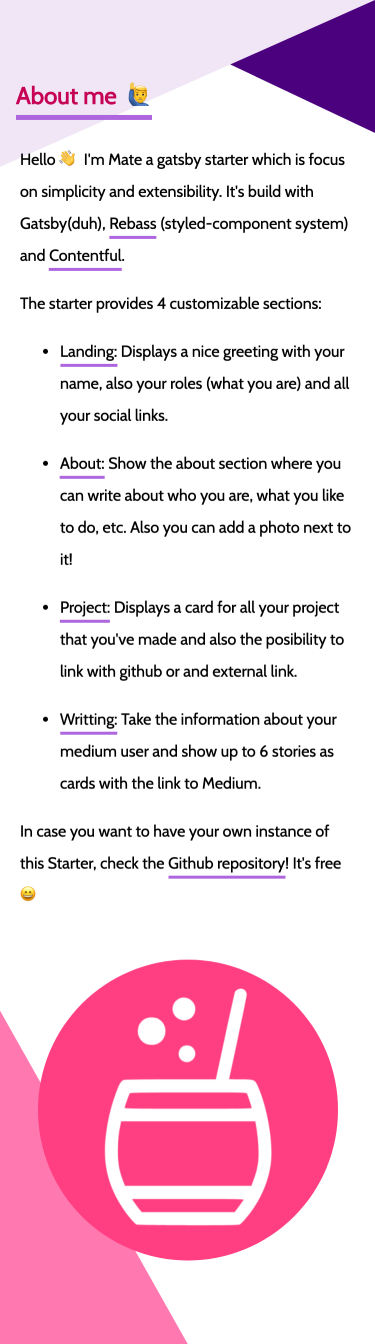 About me 🙋‍♂️
Hello 👋 I'm Mate a gatsby starter which is focus
on simplicity and extensibility. It's build with
Gatsby(duh), Rebass (styled-component system)
and Contentful.
The starter provides 4 customizable sections:
• Landing: Displays a nice greeting with your
name, also your roles (what you are) and all
your social links.
• About: Show the about section where you
can write about who you are, what you like
to do, etc. Also you can add a photo next to
it!
• Project: Displays a card for all your project
that you've made and also the posibility to
link with github or and external link.
• Writting: Take the information about your
medium user and show up to 6 stories as
cards with the link to Medium.
In case you want to have your own instance of
this Starter, check the Github repository! It's free
😄